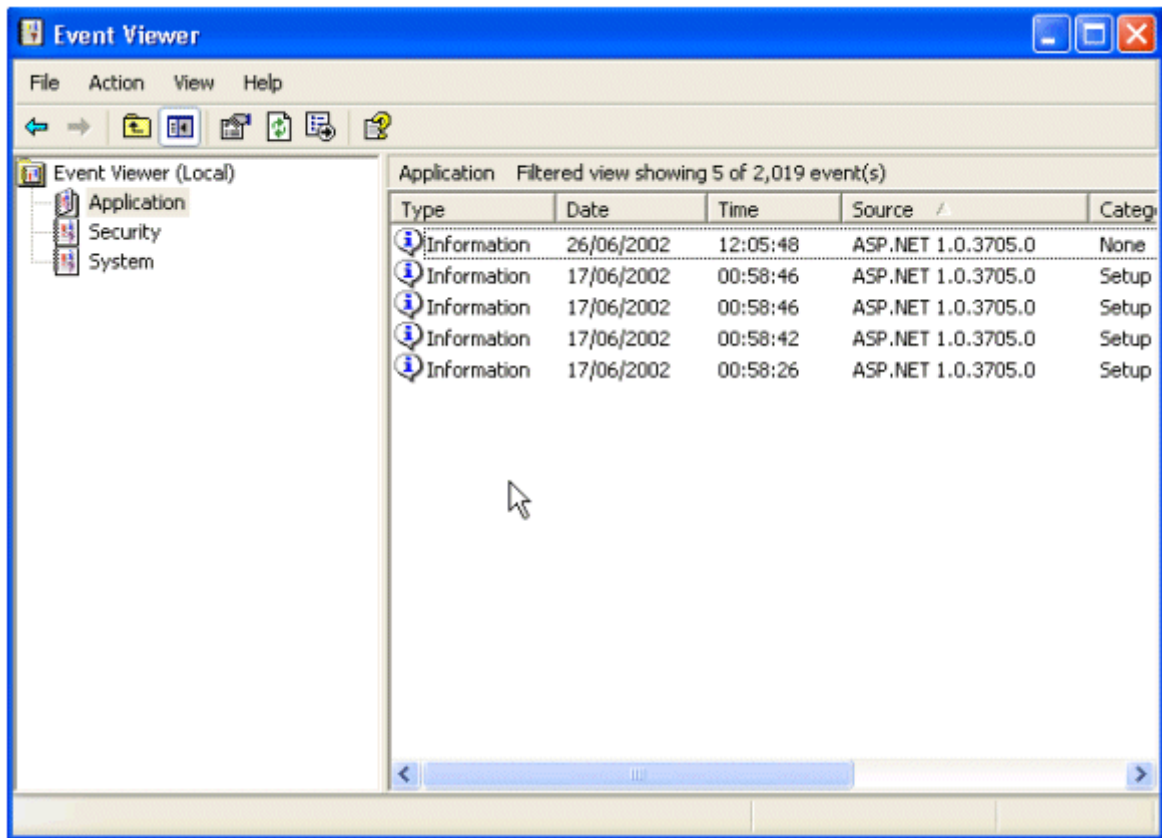 Event Viewer
File Action View Help
Event Viewer (Local)
Application
Security
System
Application Filtered view showing 5 of 2,019 event(s)
Type Date Time Source Categ
Information 26/06/2002 12:05:48 ASP.NET 1.0.3705.0 None
Information 17/06/2002 00:58:46 ASP.NET 1.0.3705.0 Setup
Information 17/06/2002 00:58:46 ASP.NET 1.0.3705.0 Setup
Information 17/06/2002 00:58:42 ASP.NET 1.0.3705.0 Setup
Information 17/06/2002 00:58:26 ASP.NET 1.0.3705.0 Setup